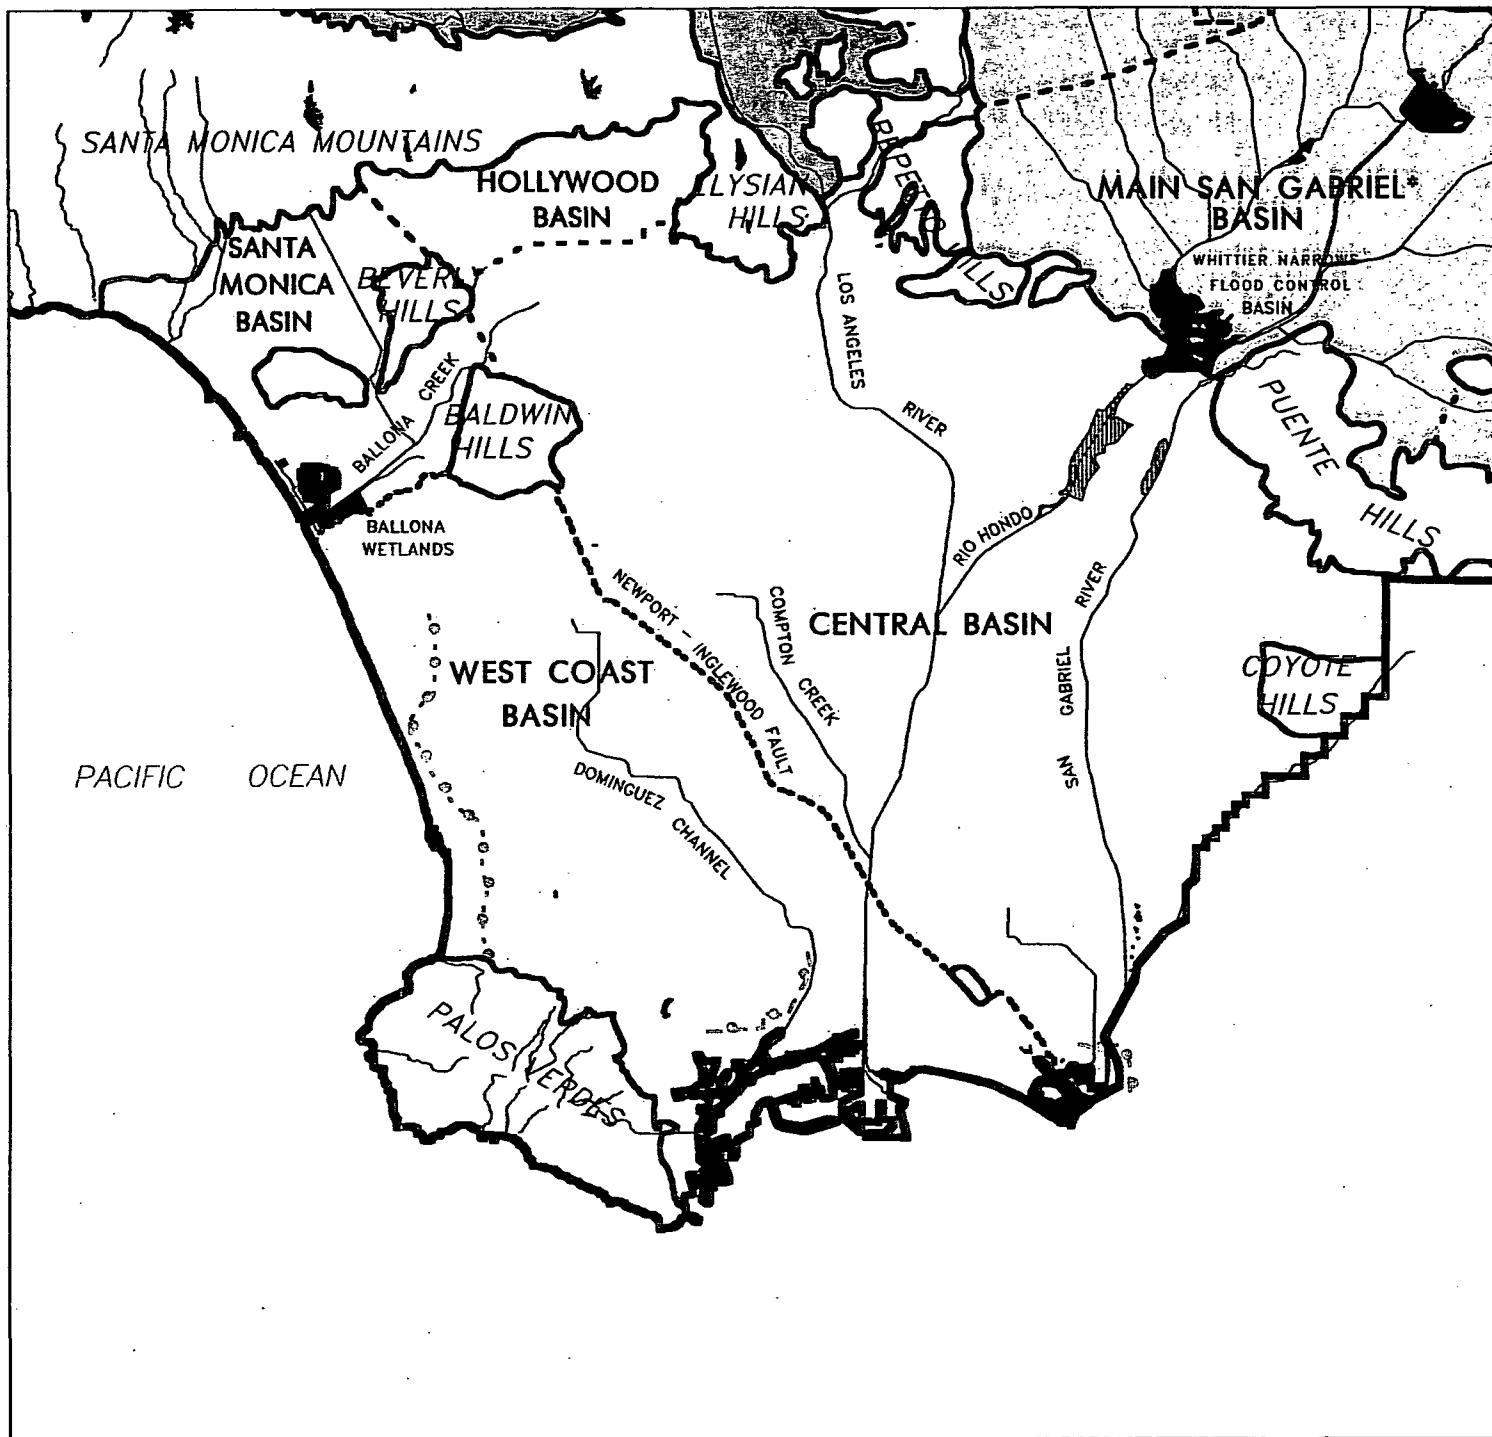 SANTA MONICA MOUNTAINS
HOLLYWOOD
BASIN
ELYSIAN
HILLS
REPETTO
HILLS
MAIN SAN GABRIEL*
BASIN
WHITTIER NARROWS
FLOOD CONTROL
BASIN
SANTA
MONICA
BASIN
BEVERLY
HILLS
LOS ANGELES
RIVER
BALLONA CREEK
BALDWIN
HILLS
PUENTE
HILLS
BALLONA
WETLANDS
RIO HONDO
NEWPORT - INGLEWOOD FAULT
COMPTON CREEK
CENTRAL BASIN
SAN GABRIEL RIVER
WEST COAST
BASIN
COYOTE
HILLS
PACIFIC OCEAN
DOMINGUEZ CHANNEL
PALOS VERDES